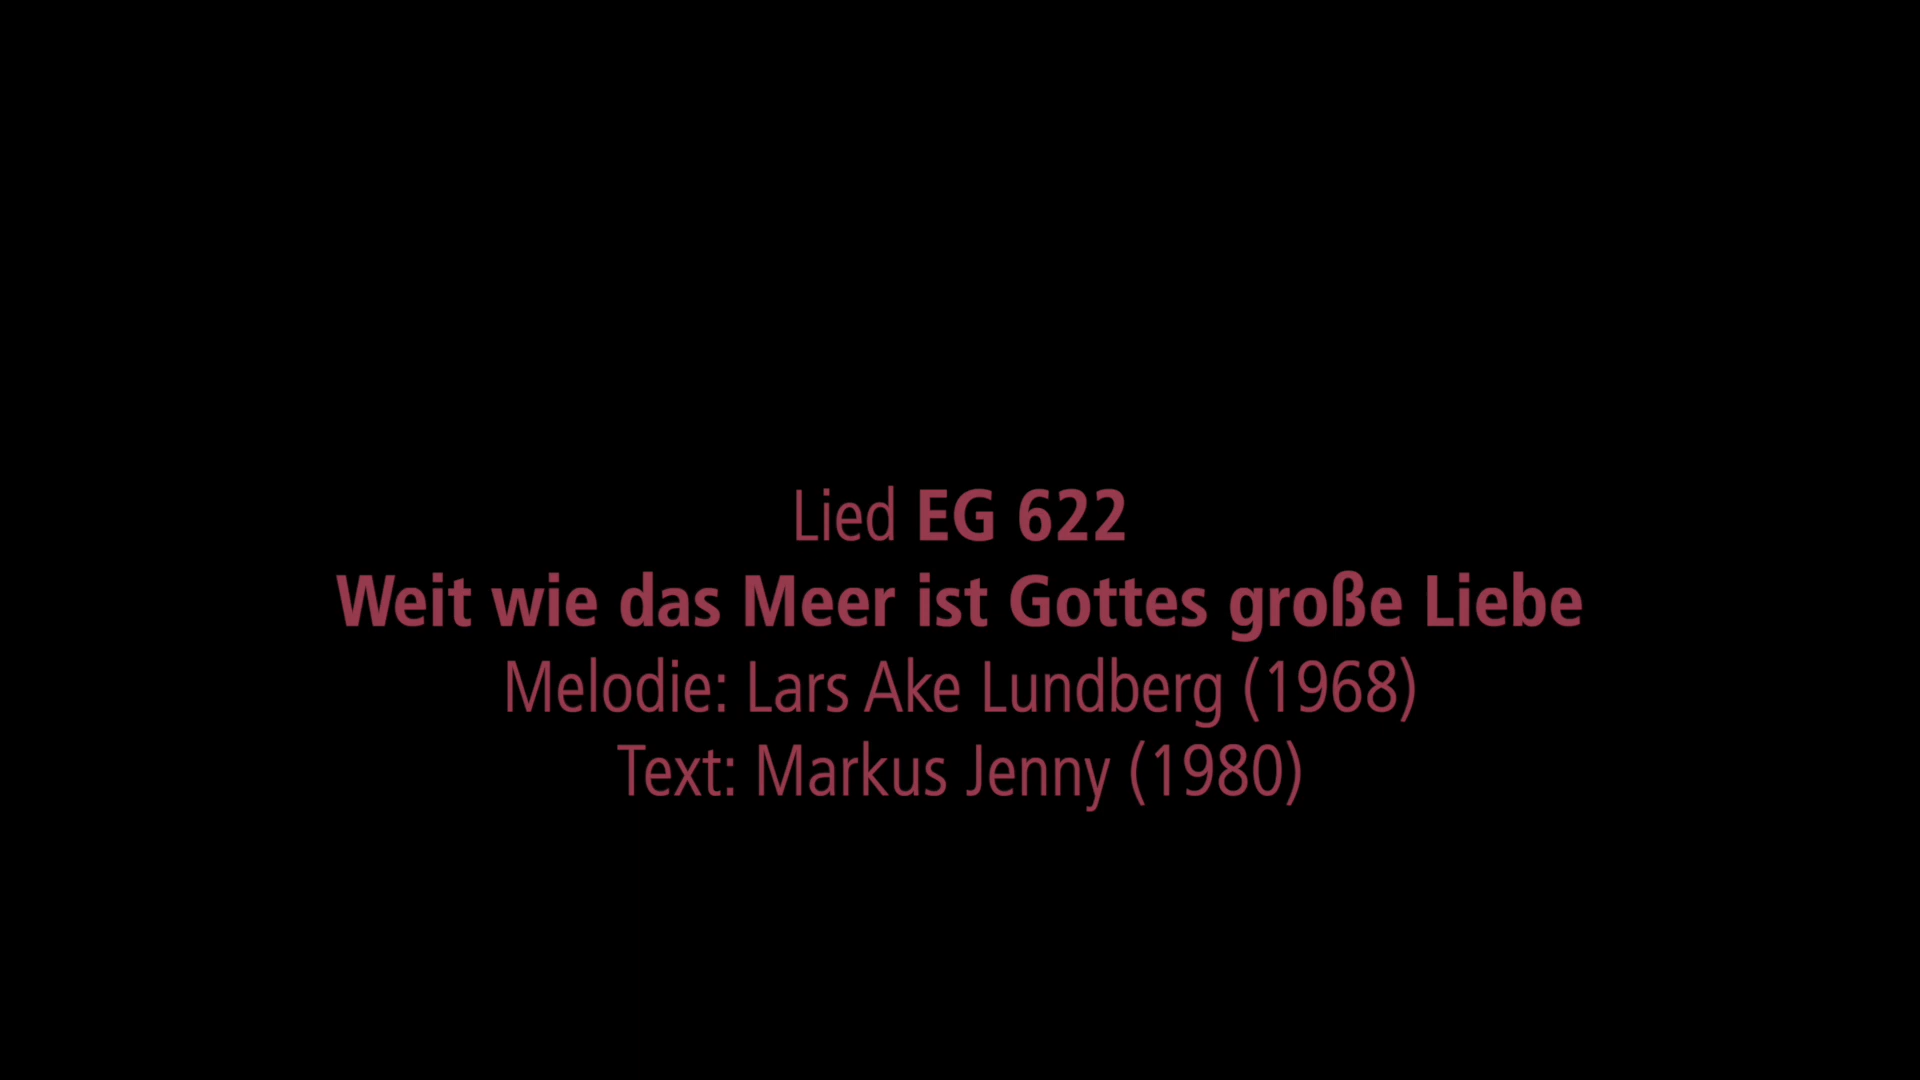 Lied EG 622
Weit wie das Meer ist Gottes große Liebe
Melodie: Lars Ake Lundberg (1968)
Text: Markus Jenny (1980)